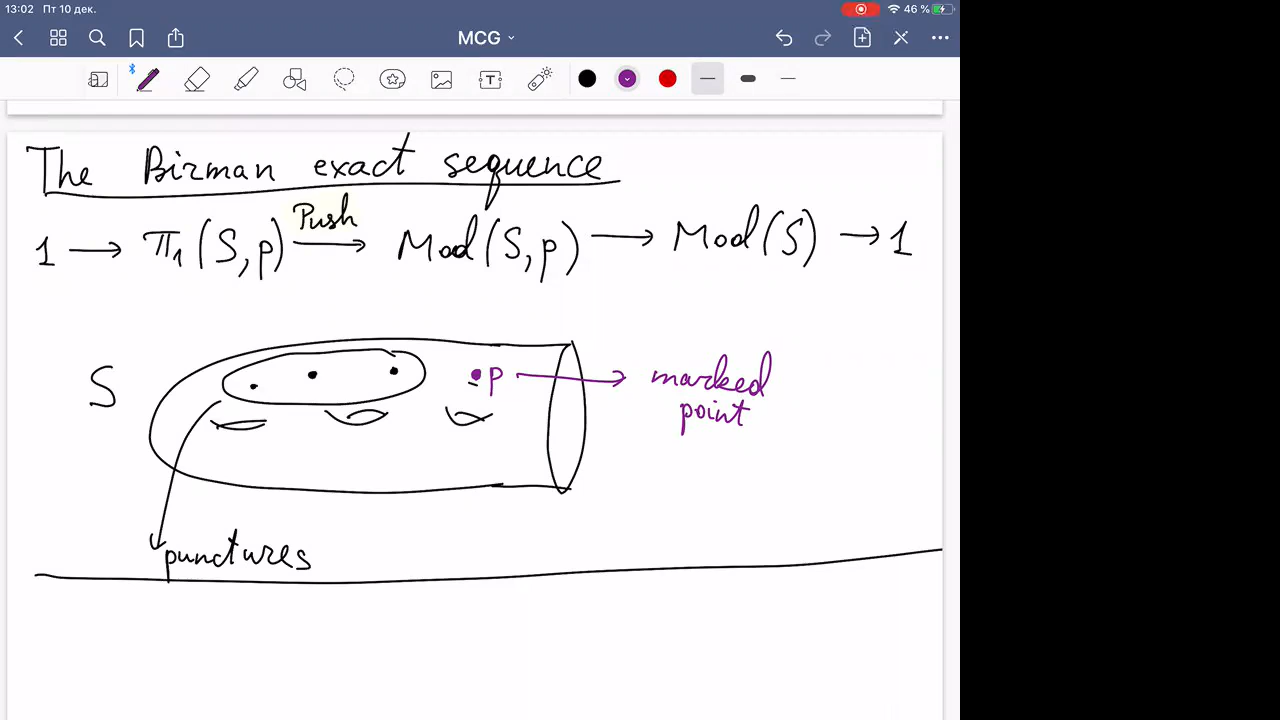 13:02 Пт 10 дек.
46 %
MCG
T
The Birman exact sequence
Push
1 → π₁(S, p) → Mod(S, p) → Mod(S) → 1
S
p → marked
point
punctures